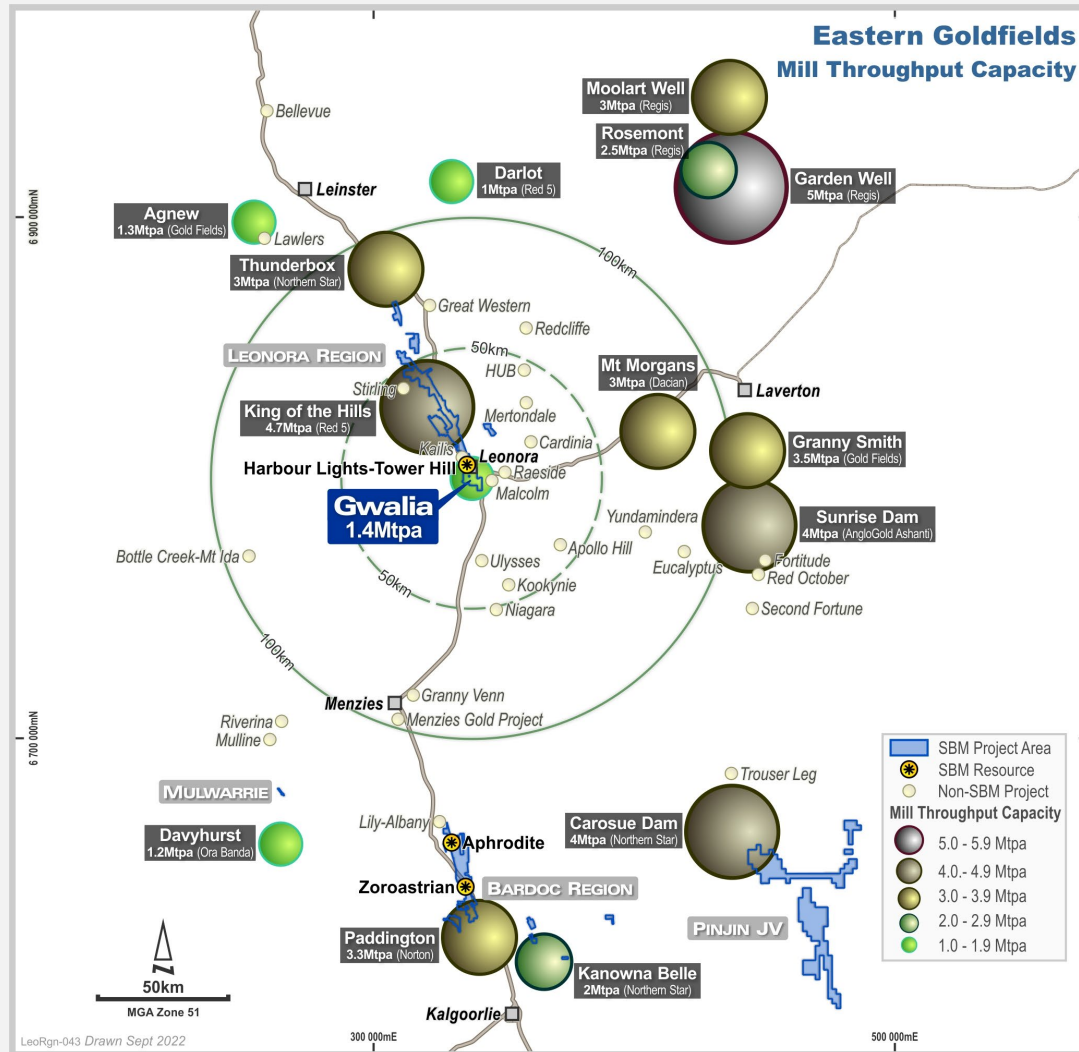 Eastern Goldfields
Mill Throughput Capacity
Moolart Well
3Mtpa (Regis)
Bellevue
Rosemont
2.5Mtpa (Regis)
Darlot
1Mtpa (Red 5)
Garden Well
5Mtpa (Regis)
Leinster
Agnew
1.3Mtpa (Gold Fields)
6 900 000mN
Lawlers
Thunderbox
3Mtpa (Northern Star)
100km
Great Western
Redcliffe
50km
LEONORA REGION
HUB
Mt Morgans
3Mtpa (Dacian)
Stirling
Laverton
King of the Hills
4.7Mtpa (Red 5)
Mertondale
Cardinia
Granny Smith
3.5Mtpa (Gold Fields)
Kailis
Leonora
Harbour Lights-Tower Hill
Raeside
Malcolm
Gwalia
1.4Mtpa
Sunrise Dam
4Mtpa (AngloGold Ashanti)
Yundamindera
Apollo Hill
Bottle Creek-Mt Ida
Ulysses
Eucalyptus
Fortitude
Red October
50km
Kookynie
Niagara
Second Fortune
100km
Granny Venn
Menzies
Menzies Gold Project
Riverina
Mulline
6 700 000mN
SBM Project Area
SBM Resource
Non-SBM Project
Mill Throughput Capacity
5.0 - 5.9 Mtpa
4.0.- 4.9 Mtpa
3.0 - 3.9 Mtpa
2.0 - 2.9 Mtpa
1.0 - 1.9 Mtpa
Trouser Leg
MULWARRIE
Lily-Albany
Carosue Dam
4Mtpa (Northern Star)
Davyhurst
1.2Mtpa (Ora Banda)
Aphrodite
Zoroastrian
BARDOC REGION
PINJIN JV
Paddington
3.3Mtpa (Norton)
Kanowna Belle
2Mtpa (Northern Star)
N
50km
MGA Zone 51
Kalgoorlie
LeoRgn-043 Drawn Sept 2022
300 000mE
500 000mE